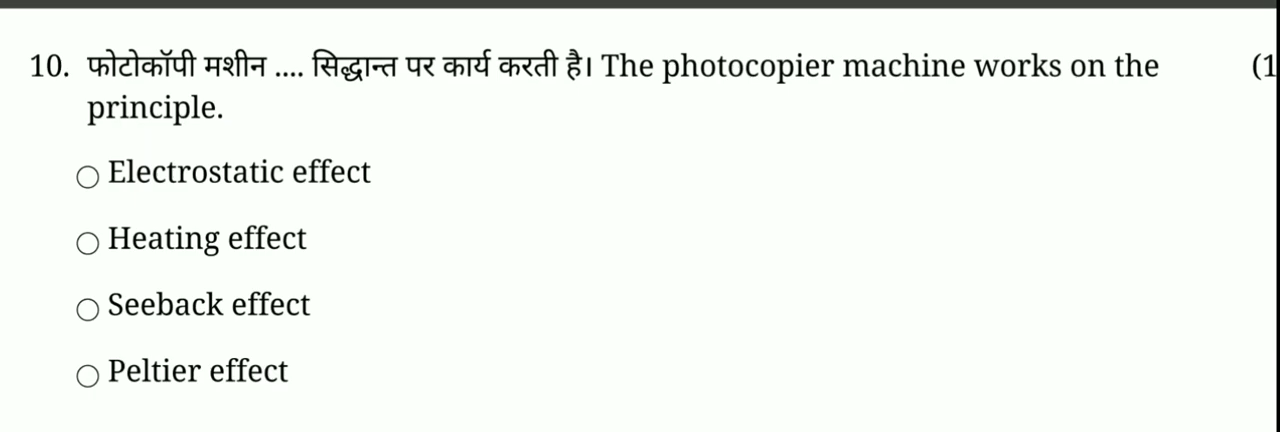 10. फोटोकॉपी मशीन .... सिद्धान्त पर कार्य करती है। The photocopier machine works on the (1
principle.
Electrostatic effect
Heating effect
Seeback effect
Peltier effect